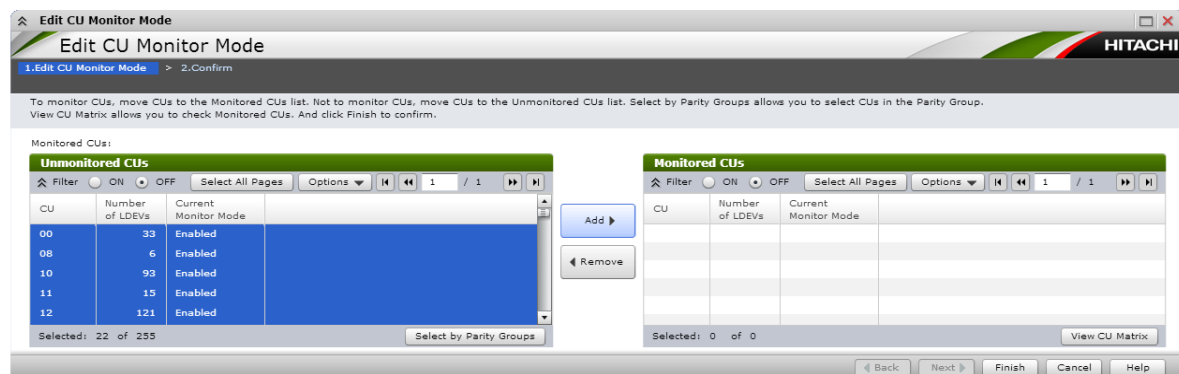 Edit CU Monitor Mode
Edit CU Monitor Mode
HITACHI
1.Edit CU Monitor Mode > 2.Confirm
To monitor CUs, move CUs to the Monitored CUs list. Not to monitor CUs, move CUs to the Unmonitored CUs list. Select by Parity Groups allows you to select CUs in the Parity Group.
View CU Matrix allows you to check Monitored CUs. And click Finish to confirm.
Monitored CUs:
Unmonitored CUs
Filter ON OFF Select All Pages Options 1 / 1
CU Number of LDEVs Current Monitor Mode
00 33 Enabled
08 6 Enabled
10 93 Enabled
11 15 Enabled
12 121 Enabled
Selected: 22 of 255 Select by Parity Groups
Add
Remove
Monitored CUs
Filter ON OFF Select All Pages Options 1 / 1
CU Number of LDEVs Current Monitor Mode
Selected: 0 of 0 View CU Matrix
Back Next Finish Cancel Help